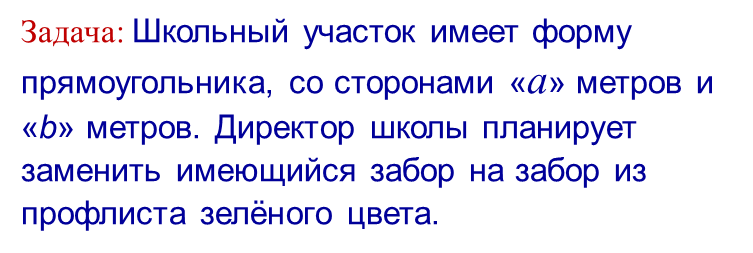 Задача: Школьный участок имеет форму
прямоугольника, со сторонами «a» метров и
«b» метров. Директор школы планирует
заменить имеющийся забор на забор из
профлиста зелёного цвета.